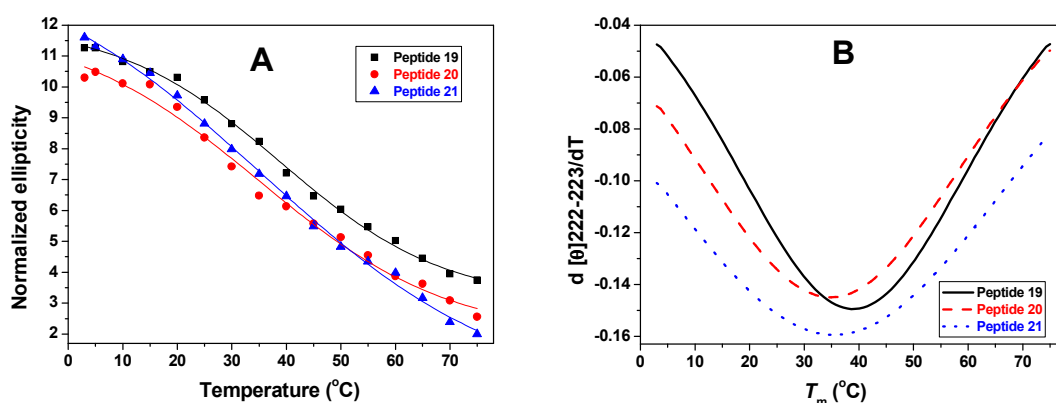 A
Peptide 19
Peptide 20
Peptide 21
Normalized ellipticity
12
11
10
9
8
7
6
5
4
3
2
0 10 20 30 40 50 60 70
Temperature (°C)
B
d [θ]222-223/dT
-0.04
-0.06
-0.08
-0.10
-0.12
-0.14
-0.16
Peptide 19
Peptide 20
Peptide 21
0 10 20 30 40 50 60 70
Tm (°C)